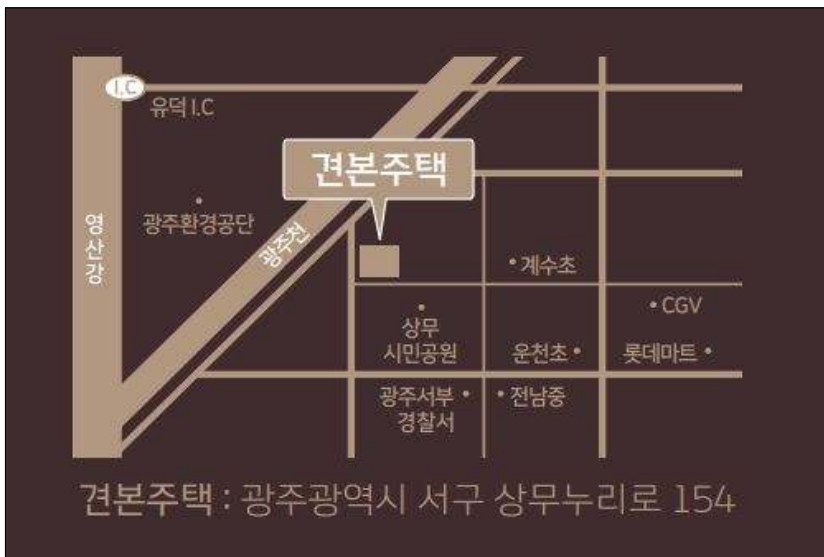 I.C
유덕 I.C
견본주택
영산강
광주환경공단
광주천
계수초
CGV
상무
시민공원
운천초
롯데마트
광주서부
경찰서
전남중
견본주택 : 광주광역시 서구 상무누리로 154